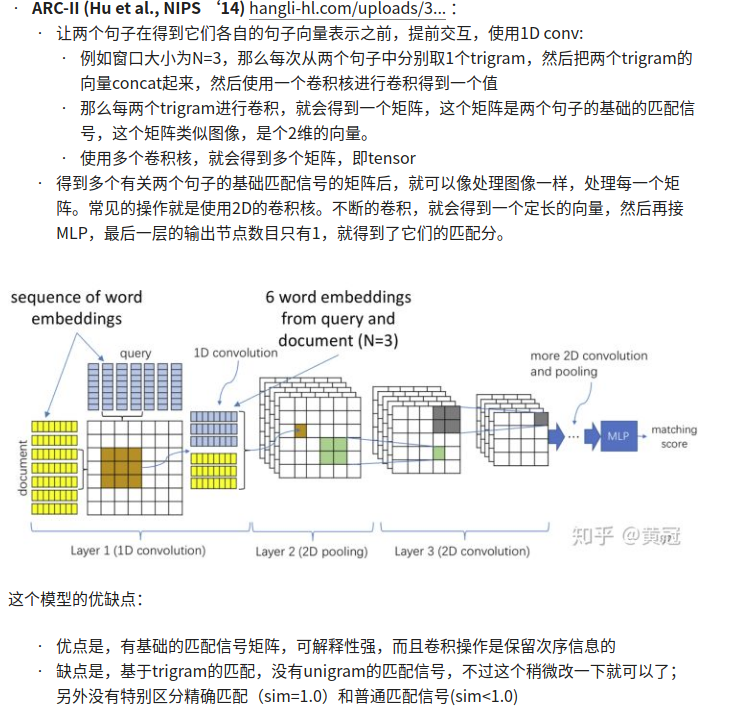 · ARC-II (Hu et al., NIPS ‘14) hangli-hl.com/uploads/3... ：
· 让两个句子在得到它们各自的句子向量表示之前，提前交互，使用1D conv:
· 例如窗口大小为N=3，那么每次从两个句子中分别取1个trigram，然后把两个trigram的
向量concat起来，然后使用一个卷积核进行卷积得到一个值
· 那么每两个trigram进行卷积，就会得到一个矩阵，这个矩阵是两个句子的基础的匹配信
号，这个矩阵类似图像，是个2维的向量。
· 使用多个卷积核，就会得到多个矩阵，即tensor
· 得到多个有关两个句子的基础匹配信号的矩阵后，就可以像处理图像一样，处理每一个矩
阵。常见的操作就是使用2D的卷积核。不断的卷积，就会得到一个定长的向量，然后再接
MLP，最后一层的输出节点数目只有1，就得到了它们的匹配分。
sequence of word
embeddings
6 word embeddings
from query and
document (N=3)
query
1D convolution
more 2D convolution
and pooling
document
...
MLP
matching
score
Layer 1 (1D convolution)
Layer 2 (2D pooling)
Layer 3 (2D convolution)
知乎 @黄冠
这个模型的优缺点：
· 优点是，有基础的匹配信号矩阵，可解释性强，而且卷积操作是保留次序信息的
· 缺点是，基于trigram的匹配，没有unigram的匹配信号，不过这个稍微改一下就可以了；
另外没有特别区分精确匹配（sim=1.0）和普通匹配信号(sim<1.0)